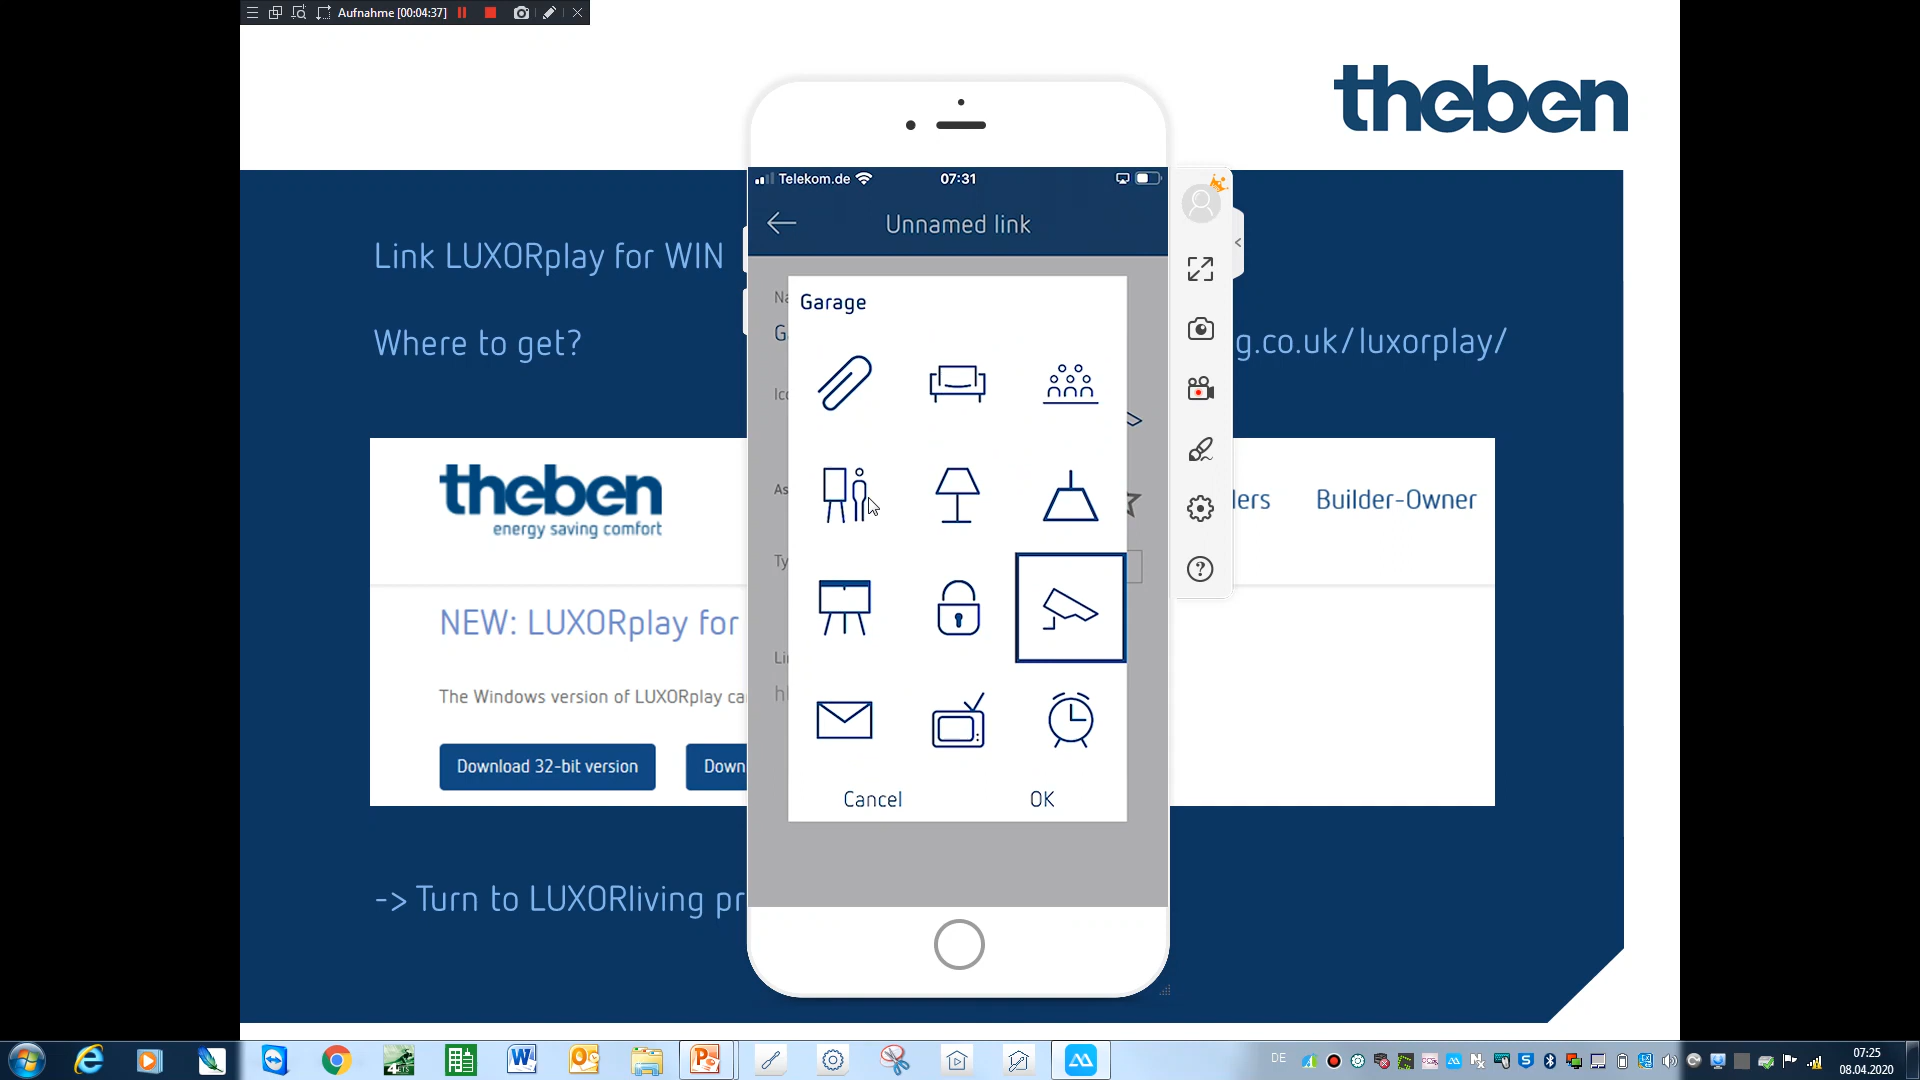 Aufnahme [00:04:37]
theben
Telekom.de
07:31
Unnamed link
Link LUXORplay for WIN
Where to get?
g.co.uk/luxorplay/
Garage
theben
energy saving comfort
Builder-Owner
NEW: LUXORplay for
The Windows version of LUXORplay ca
Download 32-bit version
Down
Cancel
OK
-> Turn to LUXORliving pr
DE
07:25
08.04.2020